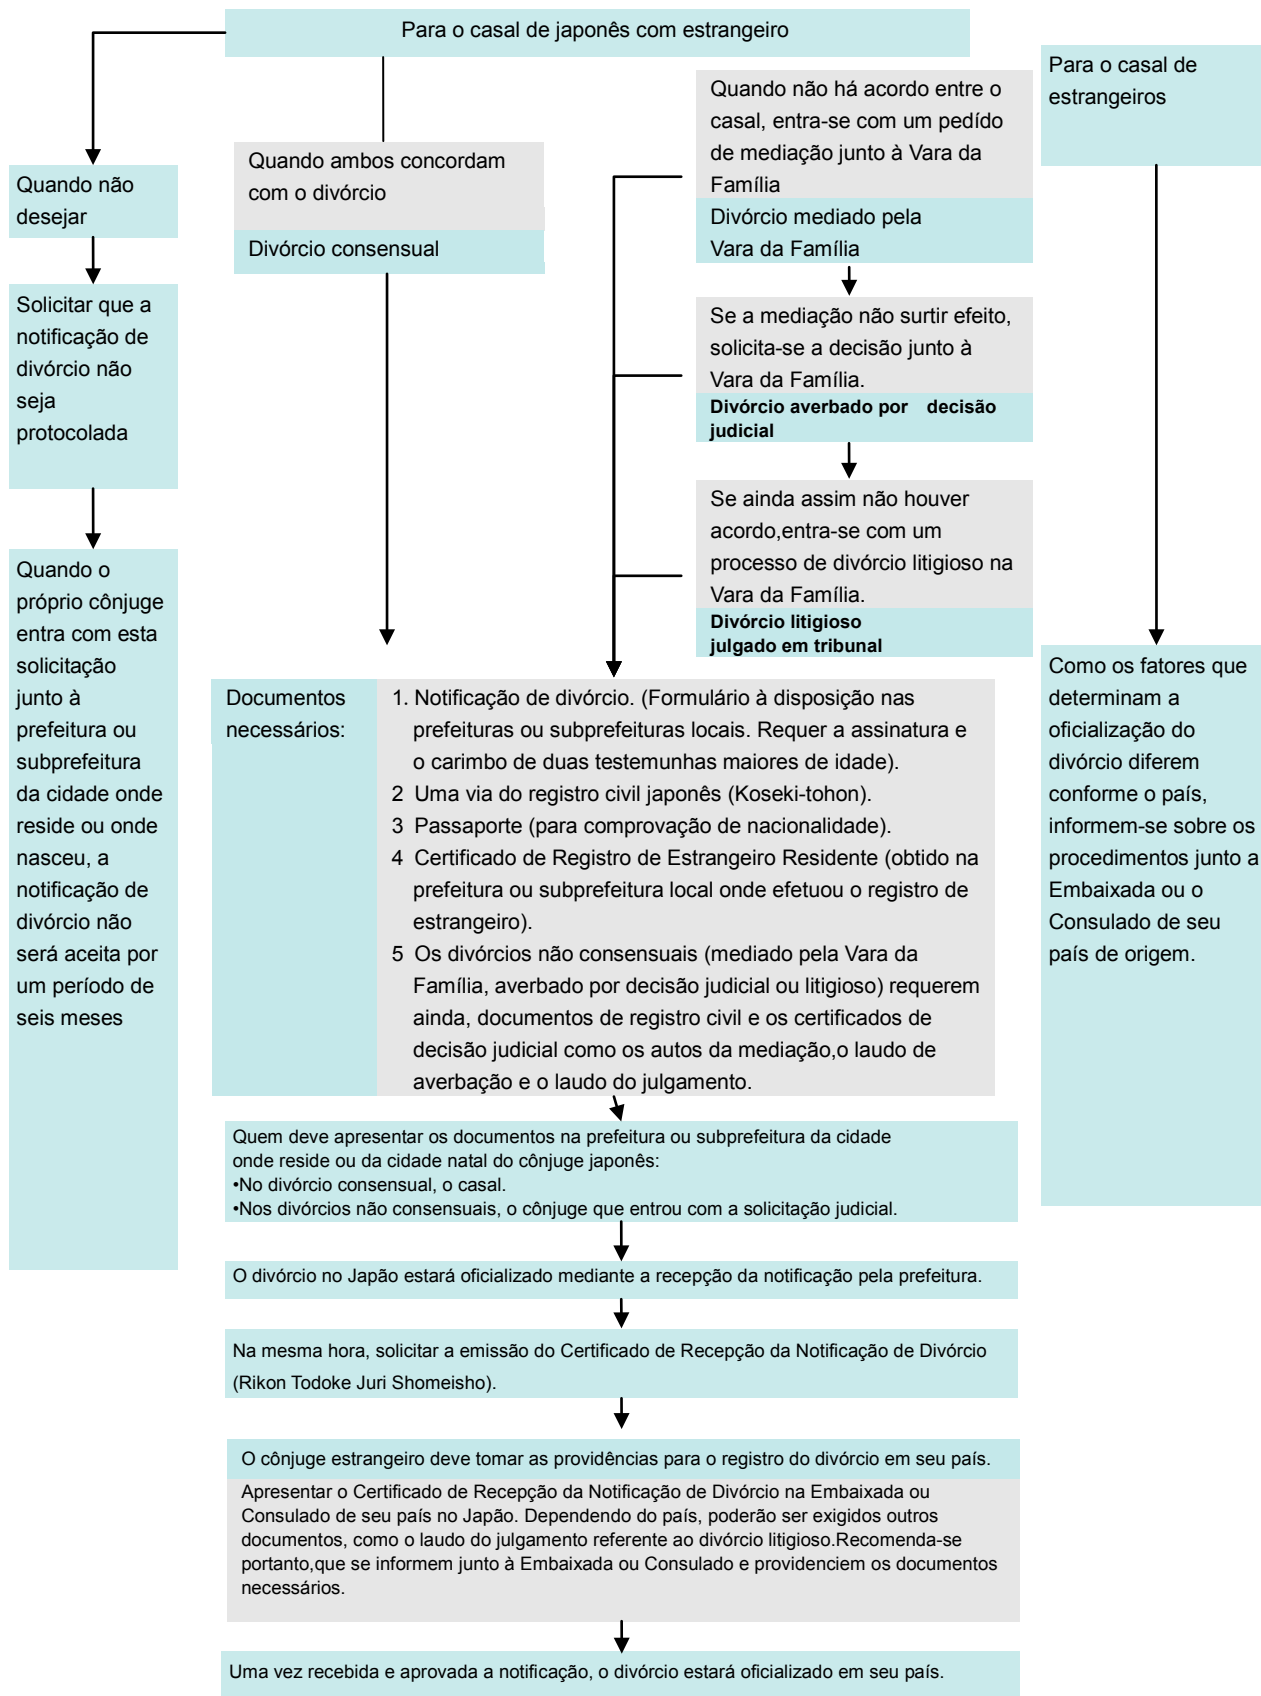 Para o casal de japonês com estrangeiro
Quando não
desejar
Solicitar que a
notificação de
divórcio não
seja
protocolada
Quando o
próprio cônjuge
entra com esta
solicitação
junto à
prefeitura ou
subprefeitura
da cidade onde
reside ou onde
nasceu, a
notificação de
divórcio não
será aceita por
um período de
seis meses
Quando ambos concordam
com o divórcio
Divórcio consensual
Quando não há acordo entre o
casal, entra-se com um pedído
de mediação junto à Vara da
Família
Divórcio mediado pela
Vara da Família
Se a mediação não surtir efeito,
solicita-se a decisão junto à
Vara da Família.
Divórcio averbado por decisão
judicial
Se ainda assim não houver
acordo,entra-se com um
processo de divórcio litigioso na
Vara da Família.
Divórcio litigioso
julgado em tribunal
Para o casal de
estrangeiros
Como os fatores que
determinam a
oficialização do
divórcio diferem
conforme o país,
informem-se sobre os
procedimentos junto a
Embaixada ou o
Consulado de seu
país de origem.
Documentos
necessários:
1. Notificação de divórcio. (Formulário à disposição nas
prefeituras ou subprefeituras locais. Requer a assinatura e
o carimbo de duas testemunhas maiores de idade).
2 Uma via do registro civil japonês (Koseki-tohon).
3 Passaporte (para comprovação de nacionalidade).
4 Certificado de Registro de Estrangeiro Residente (obtido na
prefeitura ou subprefeitura local onde efetuou o registro de
estrangeiro).
5 Os divórcios não consensuais (mediado pela Vara da
Família, averbado por decisão judicial ou litigioso) requerem
ainda, documentos de registro civil e os certificados de
decisão judicial como os autos da mediação,o laudo de
averbação e o laudo do julgamento.
Quem deve apresentar os documentos na prefeitura ou subprefeitura da cidade
onde reside ou da cidade natal do cônjuge japonês:
•No divórcio consensual, o casal.
•Nos divórcios não consensuais, o cônjuge que entrou com a solicitação judicial.
O divórcio no Japão estará oficializado mediante a recepção da notificação pela prefeitura.
Na mesma hora, solicitar a emissão do Certificado de Recepção da Notificação de Divórcio
(Rikon Todoke Juri Shomeisho).
O cônjuge estrangeiro deve tomar as providências para o registro do divórcio em seu país.
Apresentar o Certificado de Recepção da Notificação de Divórcio na Embaixada ou
Consulado de seu país no Japão. Dependendo do país, poderão ser exigidos outros
documentos, como o laudo do julgamento referente ao divórcio litigioso.Recomenda-se
portanto,que se informem junto à Embaixada ou Consulado e providenciem os documentos
necessários.
Uma vez recebida e aprovada a notificação, o divórcio estará oficializado em seu país.